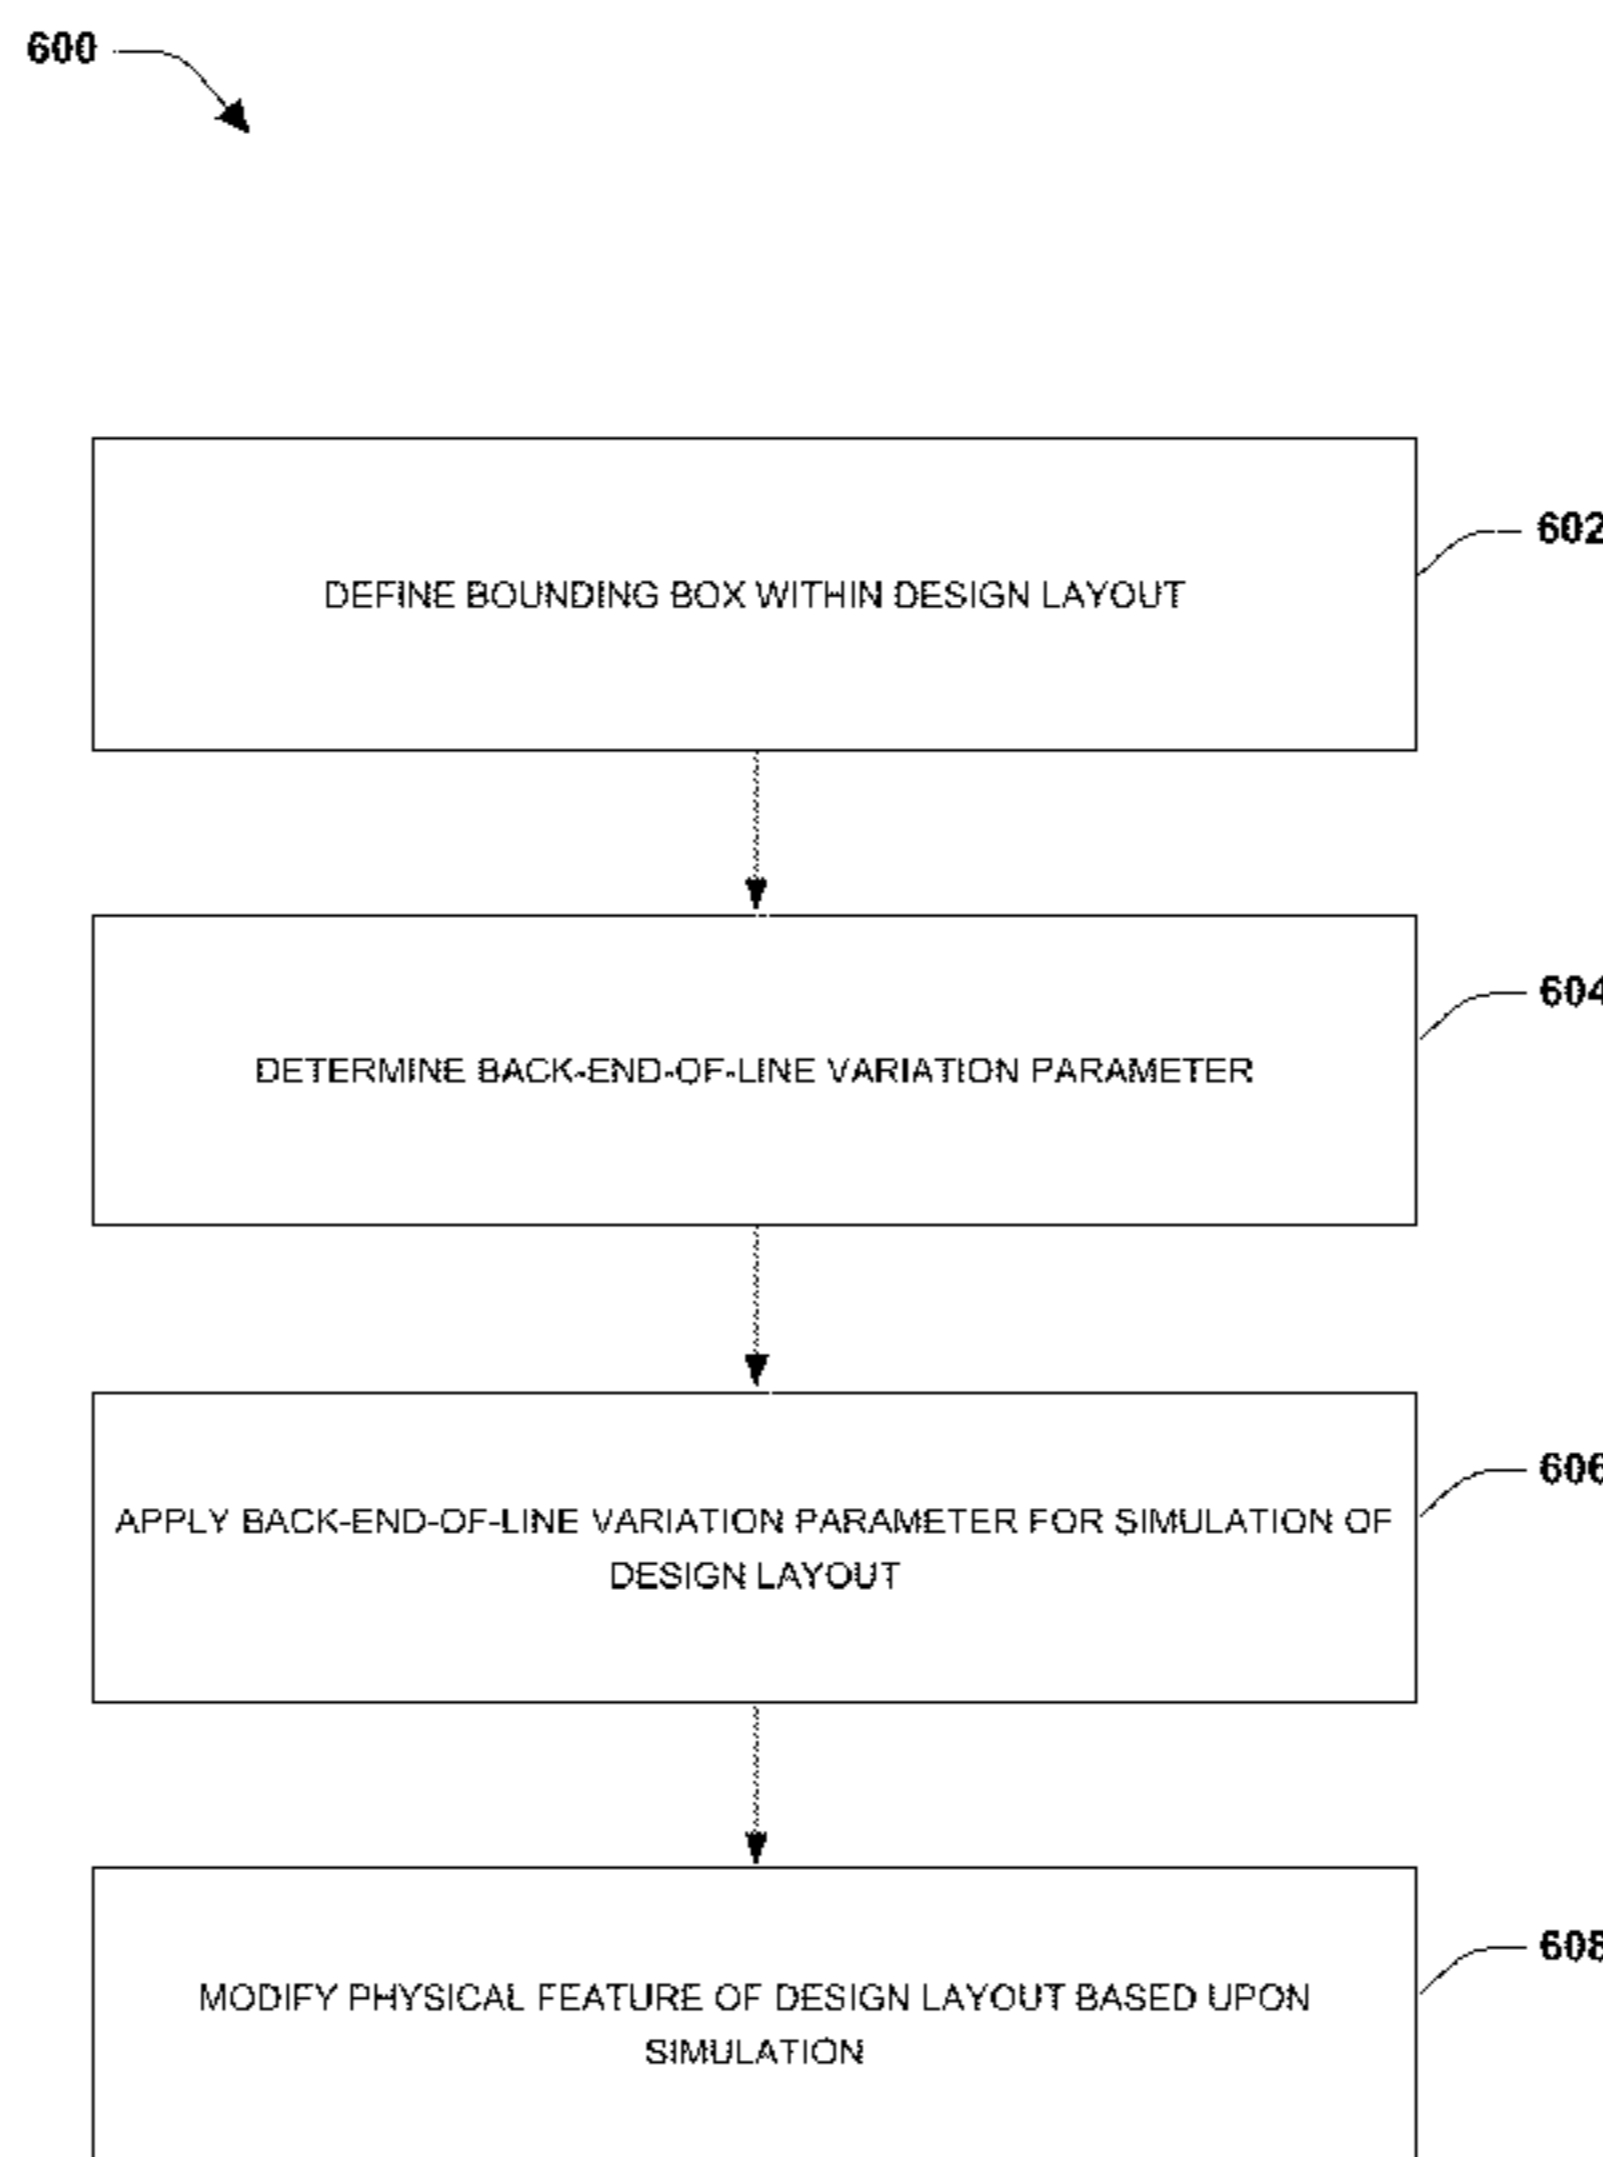 600
602
DEFINE BOUNDING BOX WITHIN DESIGN LAYOUT
604
DETERMINE BACK-END-OF-LINE VARIATION PARAMETER
606
APPLY BACK-END-OF-LINE VARIATION PARAMETER FOR SIMULATION OF
DESIGN LAYOUT
608
MODIFY PHYSICAL FEATURE OF DESIGN LAYOUT BASED UPON
SIMULATION